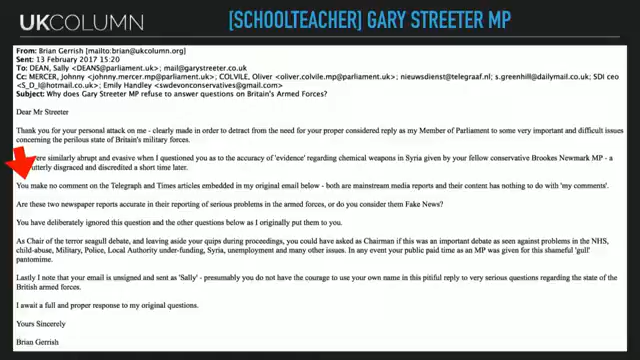 UKCOLUMN
[SCHOOLTEACHER] GARY STREETER MP
From: Brian Gerrish [mailto:brian@ukcolumn.org]
Sent: 13 February 2017 15:20
To: DEAN, Sally <DEANS@parliament.uk>; mail@garystreeter.co.uk
Cc: MERCER, Johnny <johnny.mercer.mp@parliament.uk>; COLVILE, Oliver <oliver.colvile.mp@parliament.uk>; nieuwsdienst@telegraaf.nl; s.greenhill@dailymail.co.uk; SDI ceo
<S_D_I@hotmail.co.uk>; Emily Handley <swdevonconservatives@gmail.com>
Subject: Why does Gary Streeter MP refuse to answer questions on Britain's Armed Forces?
Dear Mr Streeter
Thank you for your personal attack on me - clearly made in order to detract from the need for your proper considered reply as my Member of Parliament to some very important and difficult issues
concerning the perilous state of Britain's military forces.
were similarly abrupt and evasive when I questioned you as to the accuracy of 'evidence' regarding chemical weapons in Syria given by your fellow conservative Brookes Newmark MP - a
utterly disgraced and discredited a short time later.
You make no comment on the Telegraph and Times articles embedded in my original email below - both are mainstream media reports and their content has nothing to do with 'my comments'.
Are these two newspaper reports accurate in their reporting of serious problems in the armed forces, or do you consider them Fake News?
You have deliberately ignored this question and the other questions below as I originally put them to you.
As Chair of the terror seagull debate, and leaving aside your quips during proceedings, you could have asked as Chairman if this was an important debate as seen against problems in the NHS,
child-abuse, Military, Police, Local Authority under-funding, Syria, unemployment and many other issues. In any event your public paid time as an MP was given for this shameful 'gull'
pantomime.
Lastly I note that your email is unsigned and sent as 'Sally' - presumably you do not have the courage to use your own name in this pitiful reply to very serious questions regarding the state of the
British armed forces.
I await a full and proper response to my original questions.
Yours Sincerely
Brian Gerrish